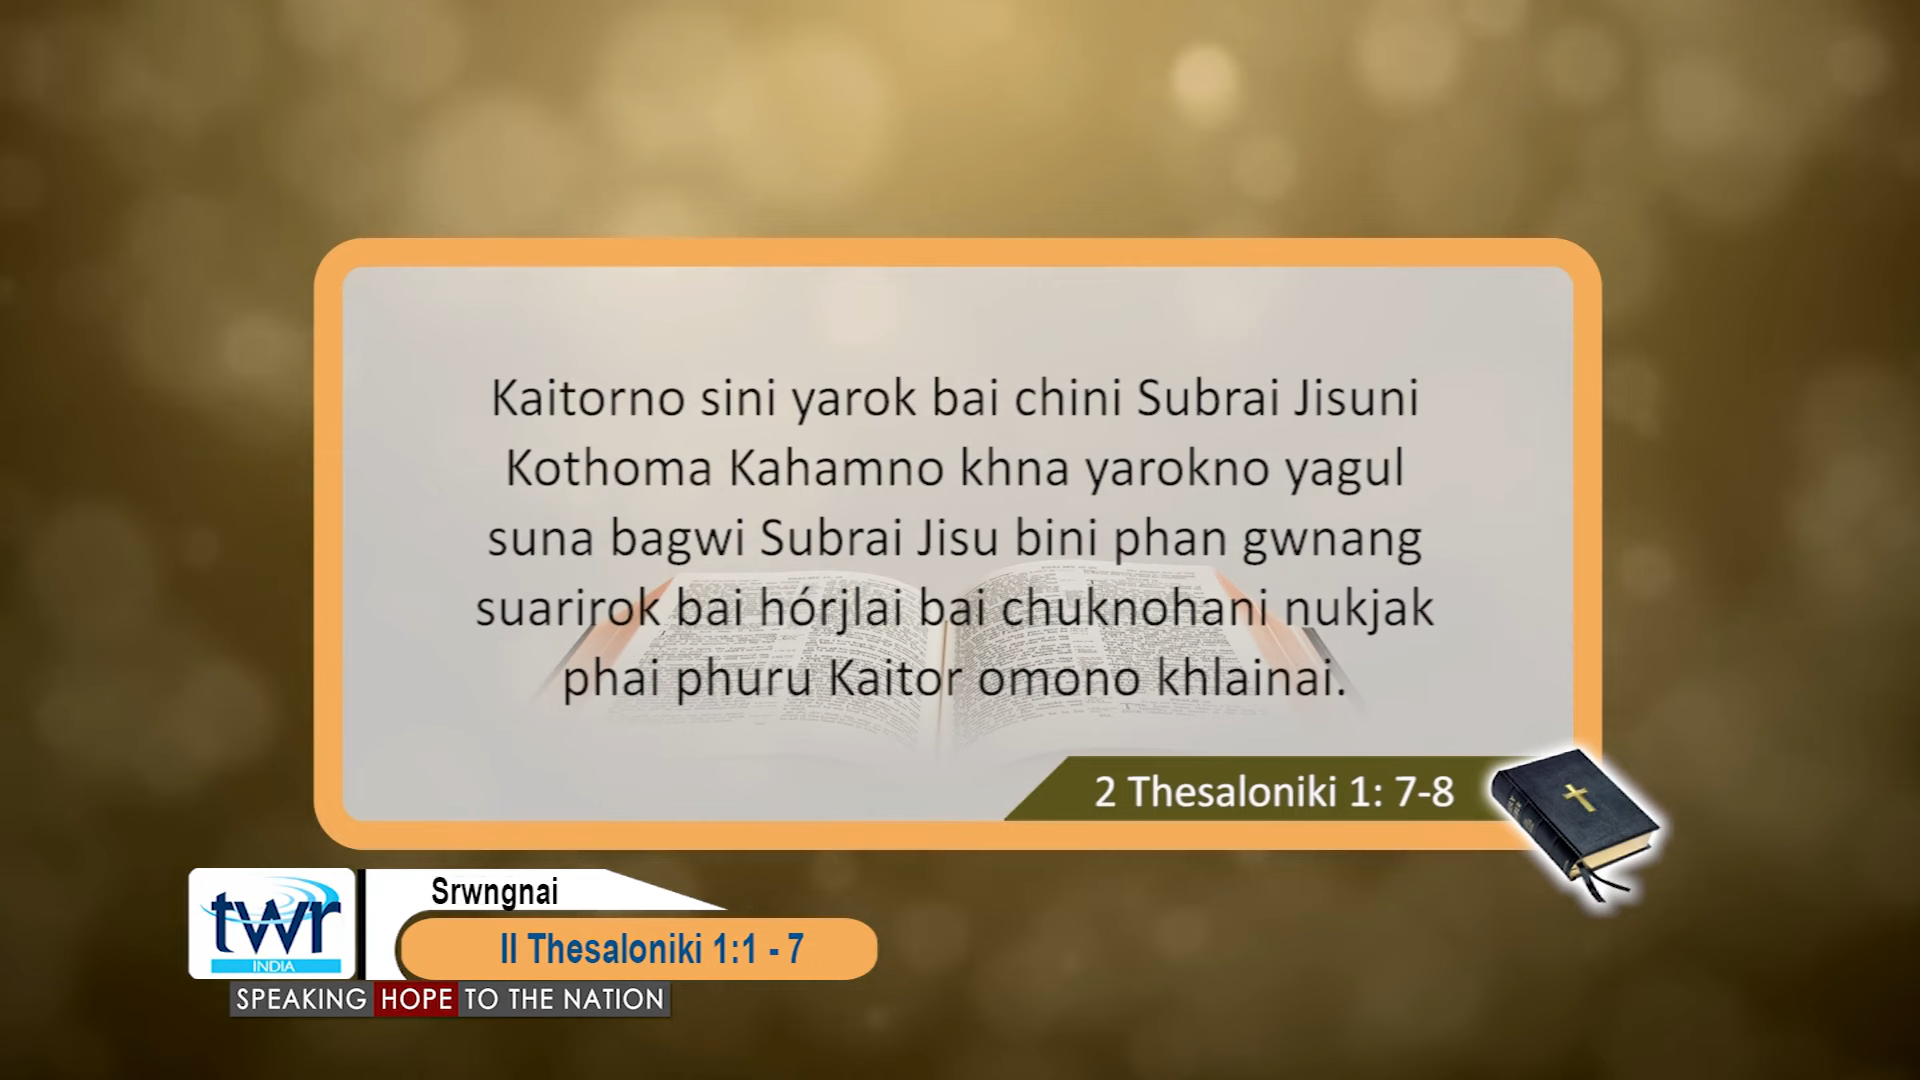 Kaitorno sini yarok bai chini Subrai Jisuni
Kothoma Kahamno khna yarokno yagul
suna bagwi Subrai Jisu bini phan gwnang
suarirok bai hórjlai bai chuknohani nukjak
phai phuru Kaitor omono khlainai.
2 Thesaloniki 1: 7-8
Srwngnai
II Thesaloniki 1:1 - 7
twr
INDIA
SPEAKING HOPE TO THE NATION